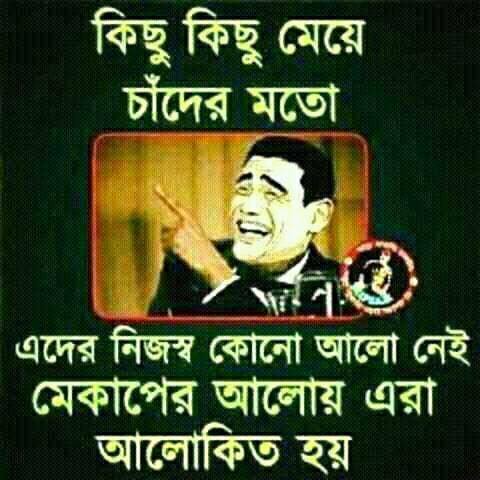 কিছু কিছু মেয়ে
চাঁদের মতো
এদের নিজস্ব কোনো আলো নেই
মেকাপের আলোয় এরা
আলোকিত হয়